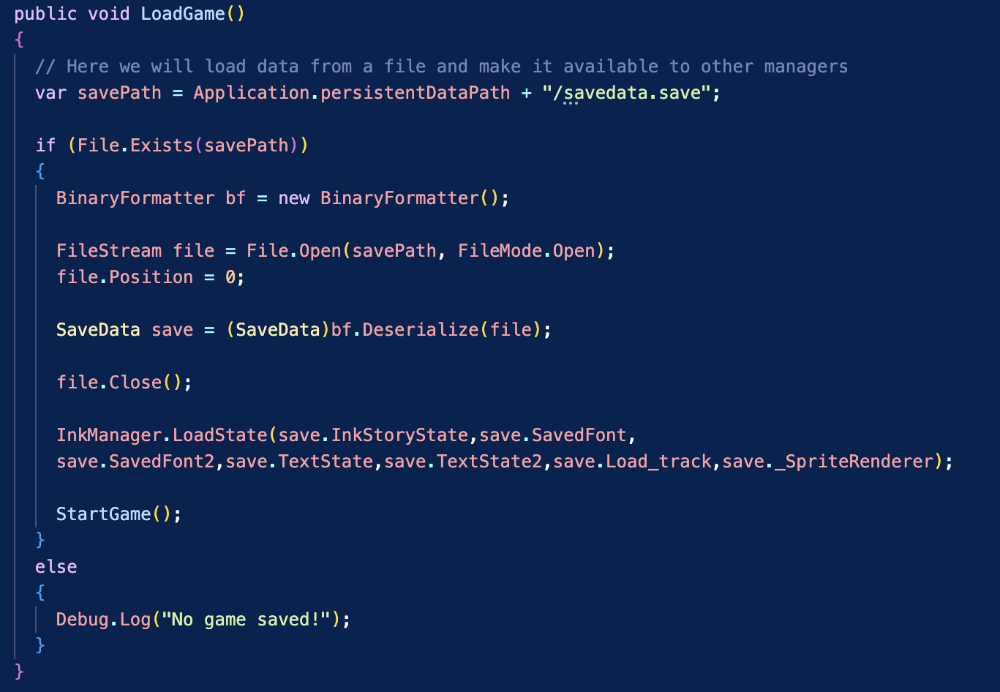 public void LoadGame()
{
// Here we will load data from a file and make it available to other managers
var savePath = Application.persistentDataPath + "/savedata.save";
if (File.Exists(savePath))
{
BinaryFormatter bf = new BinaryFormatter();
FileStream file = File.Open(savePath, FileMode.Open);
file.Position = 0;
SaveData save = (SaveData)bf.Deserialize(file);
file.Close();
InkManager.LoadState(save.InkStoryState,save.SavedFont,
save.SavedFont2,save.TextState,save.TextState2,save.Load_track,save._SpriteRenderer);
StartGame();
}
else
{
Debug.Log("No game saved!");
}
}